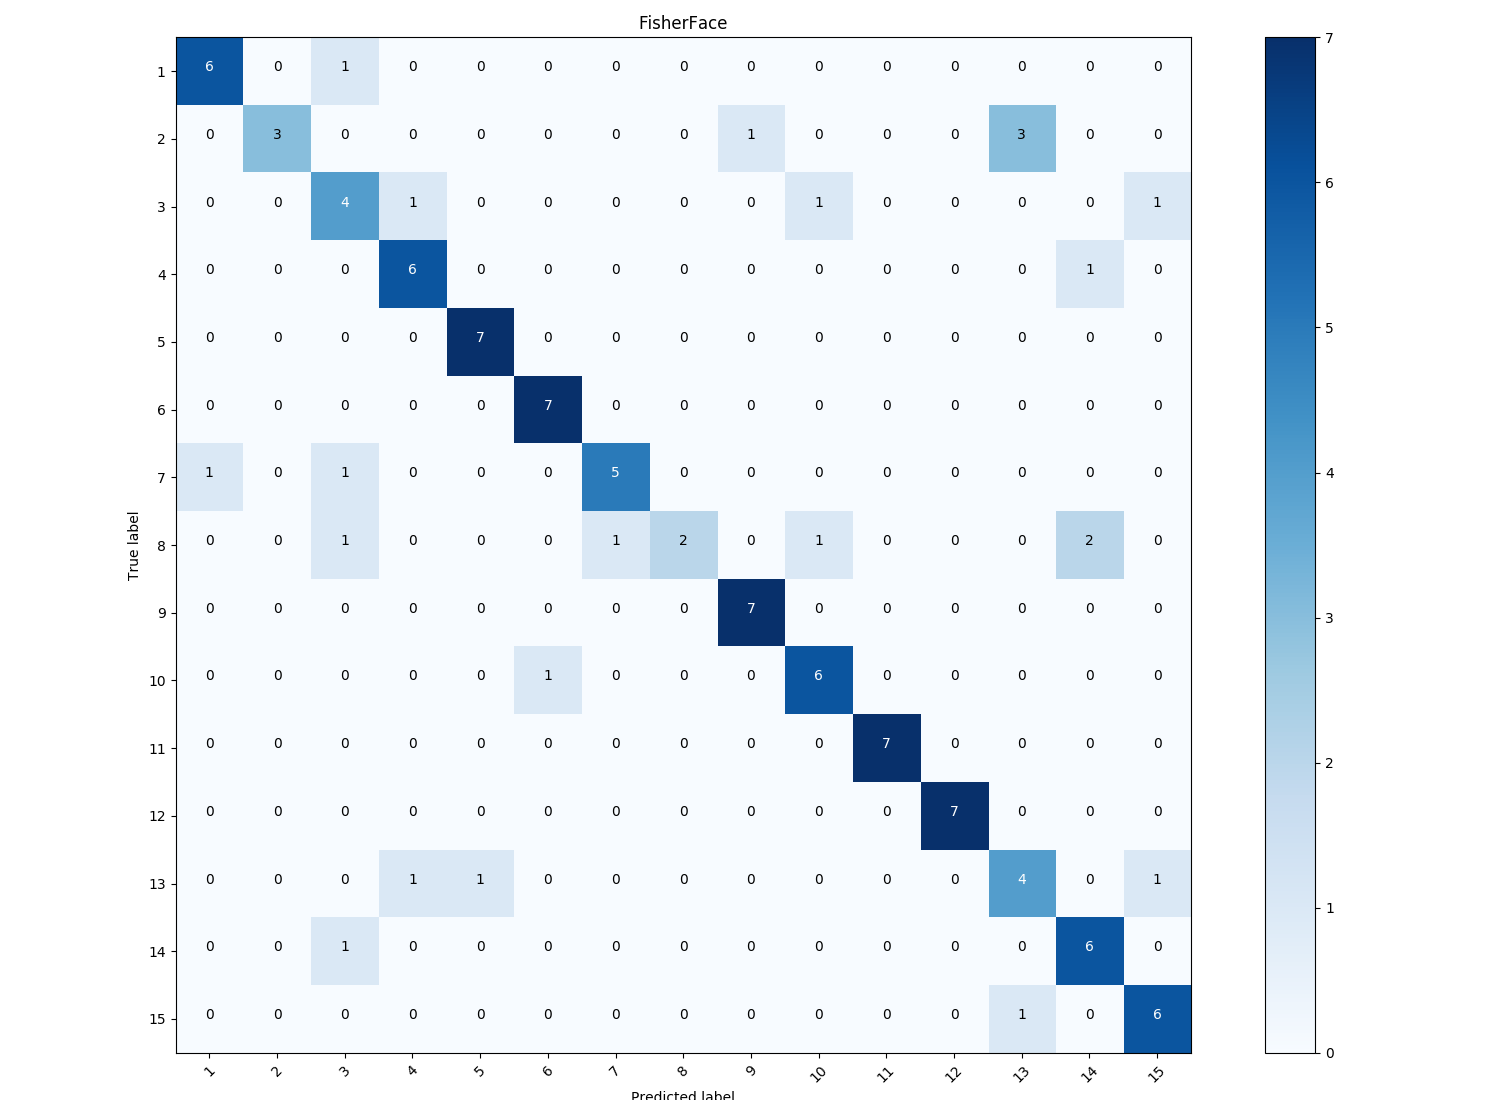 FisherFace
1 6 0 1 0 0 0 0 0 0 0 0 0 0 0 0
2 0 3 0 0 0 0 0 0 1 0 0 0 3 0 0
3 0 0 4 1 0 0 0 0 0 1 0 0 0 0 1
4 0 0 0 6 0 0 0 0 0 0 0 0 0 1 0
5 0 0 0 0 7 0 0 0 0 0 0 0 0 0 0
6 0 0 0 0 0 7 0 0 0 0 0 0 0 0 0
7 1 0 1 0 0 0 5 0 0 0 0 0 0 0 0
8 0 0 1 0 0 0 1 2 0 1 0 0 0 2 0
9 0 0 0 0 0 0 0 0 7 0 0 0 0 0 0
10 0 0 0 0 0 1 0 0 0 6 0 0 0 0 0
11 0 0 0 0 0 0 0 0 0 0 7 0 0 0 0
12 0 0 0 0 0 0 0 0 0 0 0 7 0 0 0
13 0 0 0 1 1 0 0 0 0 0 0 0 4 0 1
14 0 0 1 0 0 0 0 0 0 0 0 0 0 6 0
15 0 0 0 0 0 0 0 0 0 0 0 0 1 0 6
1 2 3 4 5 6 7 8 9 10 11 12 13 14 15
True label
Predicted label
7
6
5
4
3
2
1
0